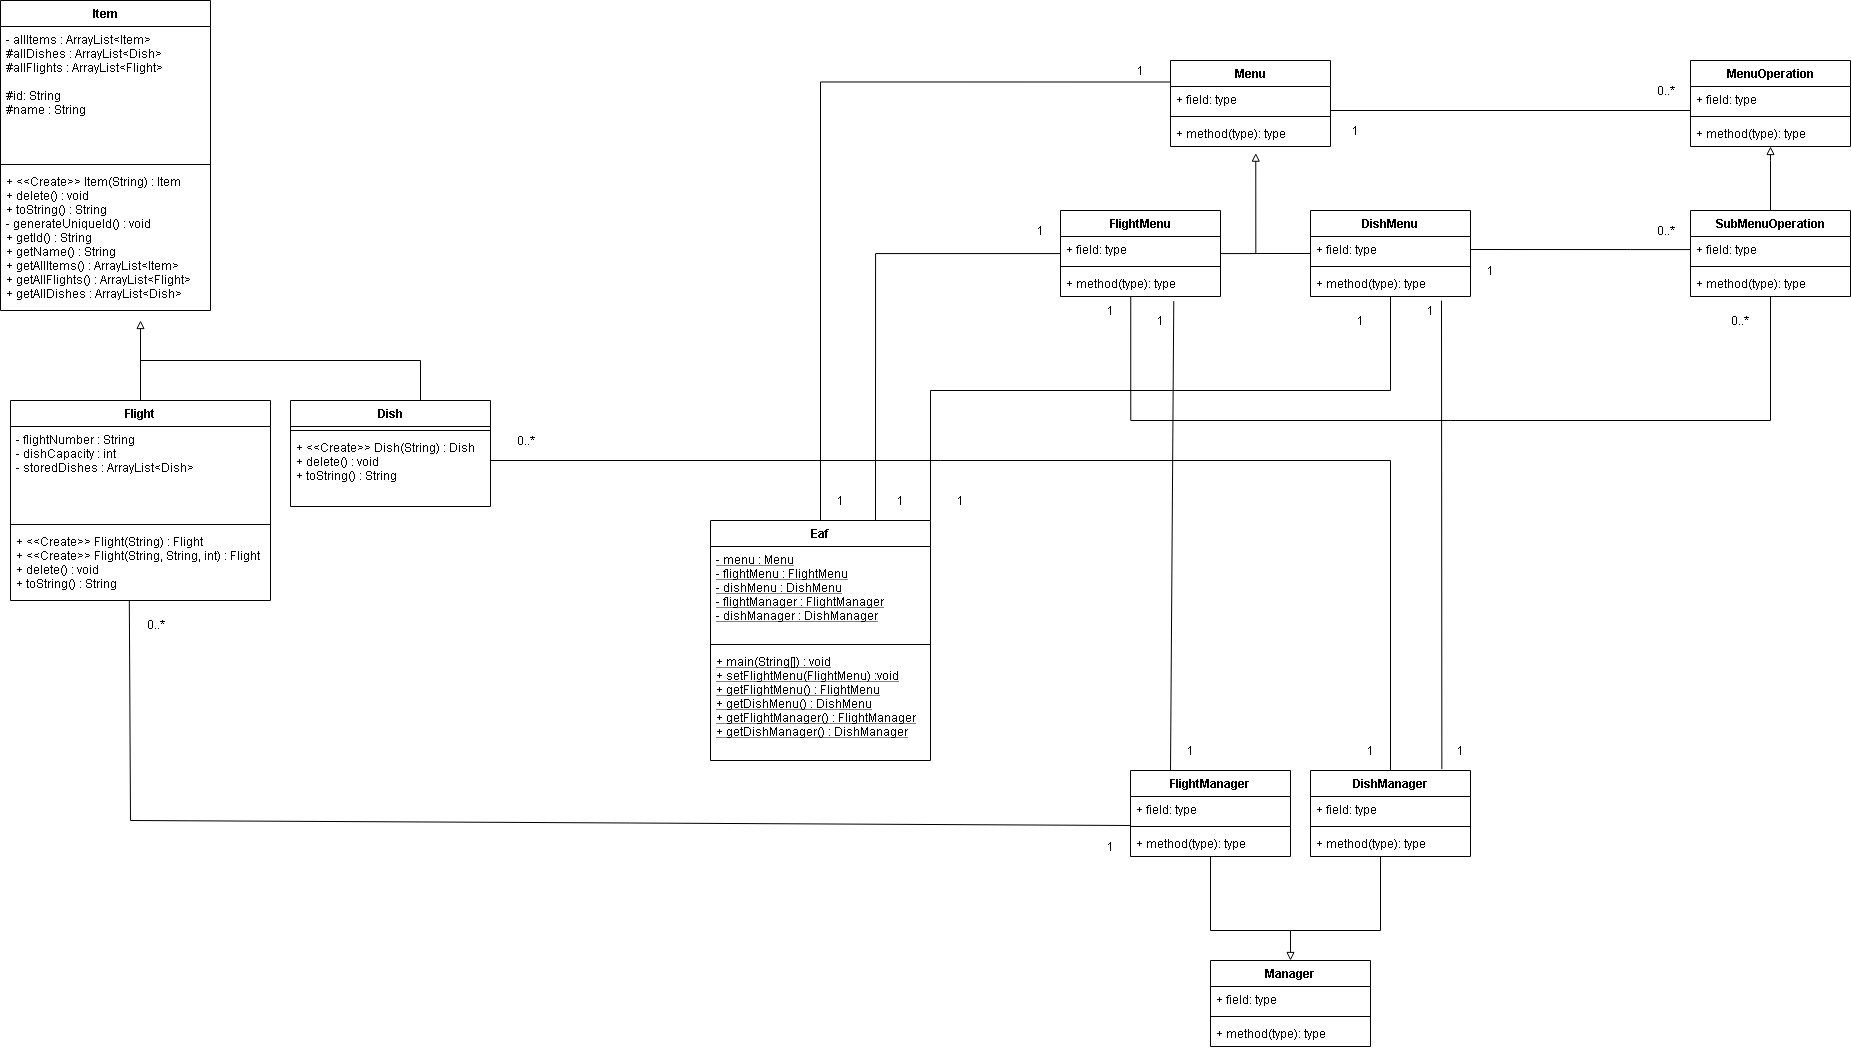 Item
- allItems : ArrayList<Item>
#allDishes : ArrayList<Dish>
#allFlights : ArrayList<Flight>
#id: String
#name : String
+ <<Create>> Item(String) : Item
+ delete() : void
+ toString() : String
- generateUniqueId() : void
+ getId() : String
+ getName() : String
+ getAllItems() : ArrayList<Item>
+ getAllFlights() : ArrayList<Flight>
+ getAllDishes : ArrayList<Dish>
Flight
- flightNumber : String
- dishCapacity : int
- storedDishes : ArrayList<Dish>
+ <<Create>> Flight(String) : Flight
+ <<Create>> Flight(String, String, int) : Flight
+ delete() : void
+ toString() : String
0..*
Dish
+ <<Create>> Dish(String) : Dish
+ delete() : void
+ toString() : String
0..*
1
1
1
Eaf
- menu : Menu
- flightMenu : FlightMenu
- dishMenu : DishMenu
- flightManager : FlightManager
- dishManager : DishManager
+ main(String[]) : void
+ setFlightMenu(FlightMenu) :void
+ getFlightMenu() : FlightMenu
+ getDishMenu() : DishMenu
+ getFlightManager() : FlightManager
+ getDishManager() : DishManager
1
Menu
+ field: type
+ method(type): type
1
0..*
MenuOperation
+ field: type
+ method(type): type
1
FlightMenu
+ field: type
+ method(type): type
1
1
DishMenu
+ field: type
+ method(type): type
1
1
1
0..*
SubMenuOperation
+ field: type
+ method(type): type
0..*
1
1
1
FlightManager
+ field: type
+ method(type): type
1
DishManager
+ field: type
+ method(type): type
Manager
+ field: type
+ method(type): type